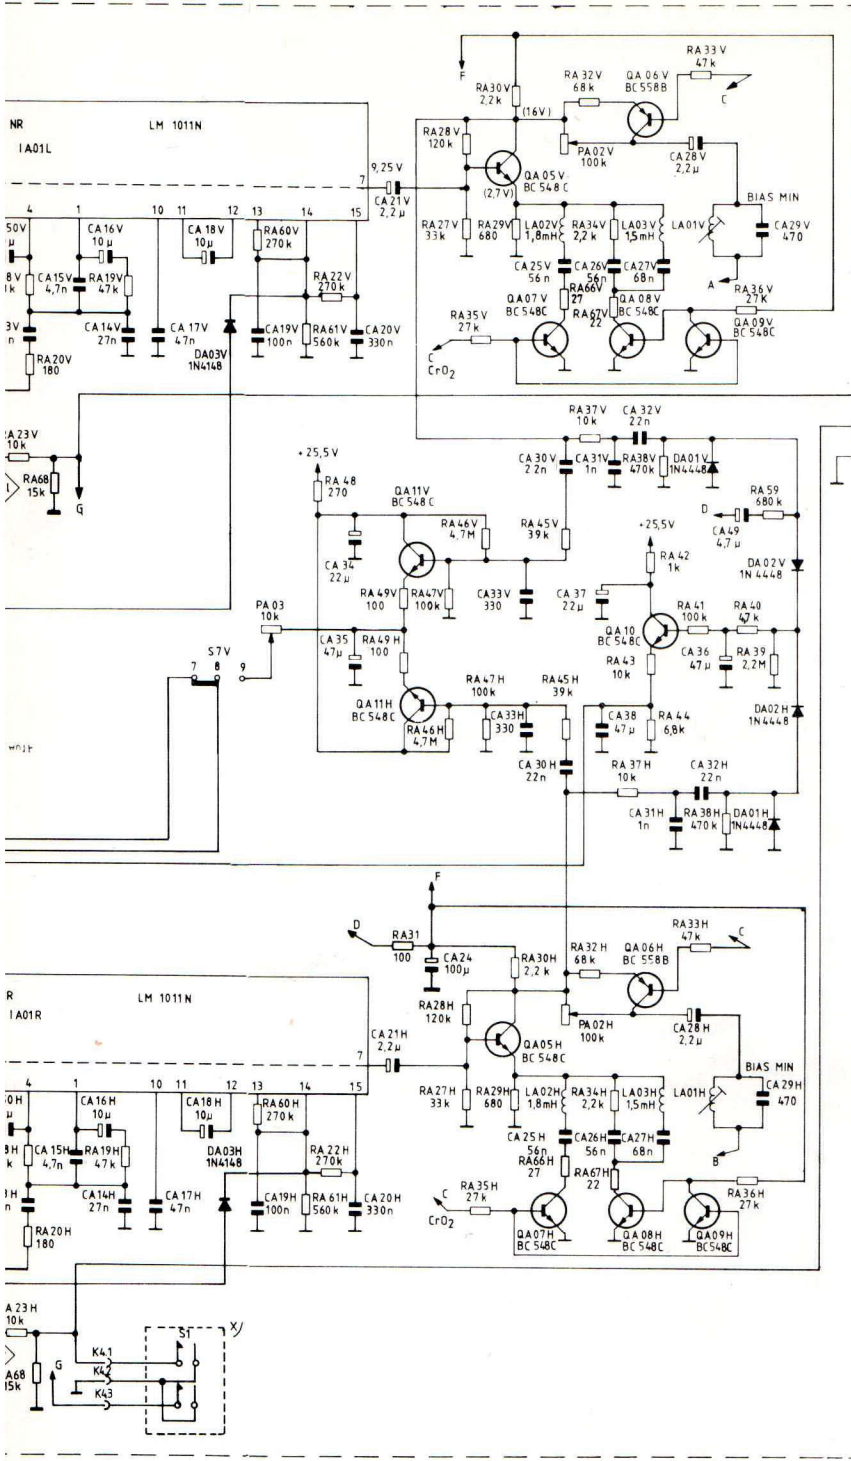 RA33V
47k
RA32V
68k
QA06V
BC558B
C
F
RA30V
2,2k
(16V)
NR
LM 1011N
IA01L
RA28V
120k
PA02V
100k
CA28V
2,2µ
9,25V
7
CA21V
2,2µ
QA05V
BC548C
(2,7V)
BIAS MIN
4 1 10 11 12 13 14 15
50V
µ
CA16V
10µ
CA18V
10µ
RA60V
270k
RA27V
33k
RA29V
680
LA02V
1,8mH
RA34V
2,2k
LA03V
1,5mH
LA01V
CA29V
470
8V
k
CA15V
4,7n
RA19V
47k
RA22V
270k
CA25V
56n
CA26V
56n
CA27V
68n
A
RA66V
27
RA36V
27K
3V
n
CA14V
27n
CA17V
47n
DA03V
1N4148
CA19V
100n
RA61V
560k
CA20V
330n
RA35V
27k
QA07V
BC548C
RA67V
22
QA08V
BC548C
QA09V
BC548C
RA20V
180
C
CrO2
RA37V
10k
CA32V
22n
A23V
10k
RA68
15k
G
+25,5V
RA48
270
QA11V
BC548C
CA30V
22n
CA31V
1n
RA38V
470k
DA01V
1N4448
RA59
680k
D
CA49
4,7µ
RA46V
4,7M
RA45V
39k
+25,5V
CA34
22µ
RA42
1k
DA02V
1N4448
RA49V
100
RA47V
100k
CA33V
330
CA37
22µ
PA03
10k
RA41
100k
RA40
47k
QA10
BC548C
CA35
47µ
RA49H
100
S7V
7 8 9
RA43
10k
CA36
47µ
RA39
2,2M
RA47H
100k
RA45H
39k
QA11H
BC548C
RA46H
4,7M
CA33H
330
CA38
47µ
RA44
6,8k
DA02H
1N4448
CA30H
22n
RA37H
10k
CA32H
22n
CA31H
1n
RA38H
470k
DA01H
1N4448
F
D
RA31
100
CA24
100µ
RA30H
2,2k
RA32H
68k
QA06H
BC558B
RA33H
47k
C
R
LM 1011N
IA01R
RA28H
120k
PA02H
100k
CA28H
2,2µ
7
CA21H
2,2µ
QA05H
BC548C
BIAS MIN
4 1 10 11 12 13 14 15
50H
µ
CA16H
10µ
CA18H
10µ
RA60H
270k
RA27H
33k
RA29H
680
LA02H
1,8mH
RA34H
2,2k
LA03H
1,5mH
LA01H
CA29H
470
8H
k
CA15H
4,7n
RA19H
47k
DA03H
1N4148
RA22H
270k
CA25H
56n
CA26H
56n
CA27H
68n
B
RA66H
27
RA67H
22
H
n
CA14H
27n
CA17H
47n
CA19H
100n
RA61H
560k
CA20H
330n
RA35H
27k
RA36H
27k
RA20H
180
C
CrO2
QA07H
BC548C
QA08H
BC548C
QA09H
BC548C
A23H
10k
S1
X)
K4.1
A68
15k
G
K4.2
K4.3